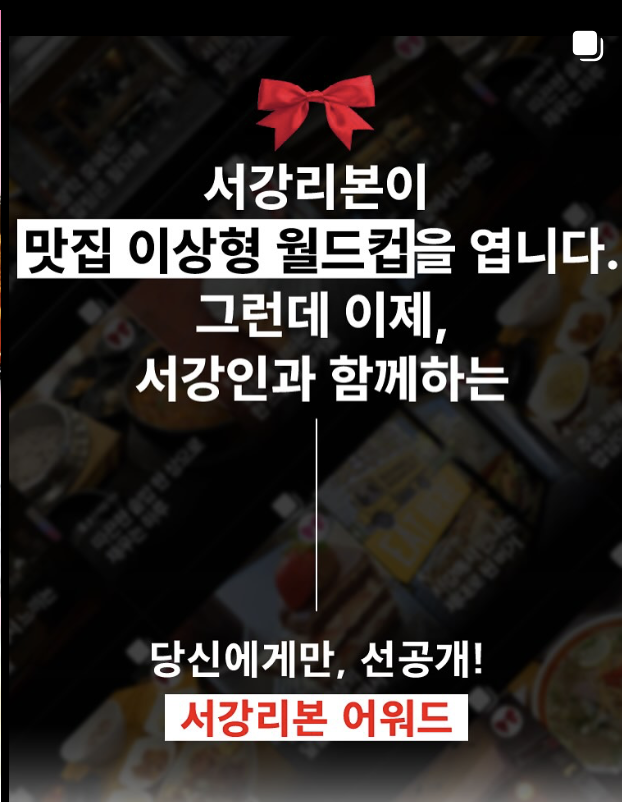 서강리본이
맛집 이상형 월드컵을 엽니다.
그런데 이제,
서강인과 함께하는
당신에게만, 선공개!
서강리본 어워드